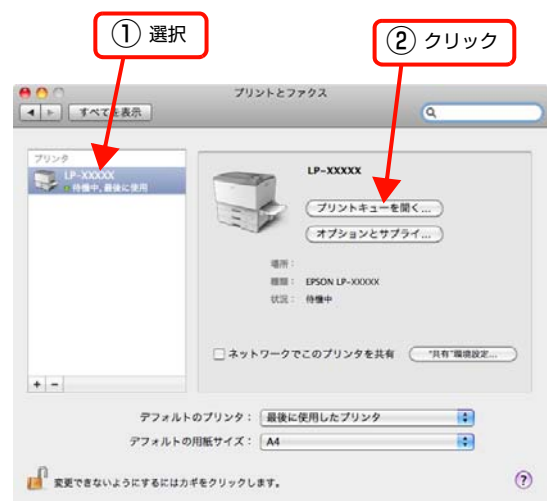 ① 選択
② クリック
プリントとファクス
すべてを表示
プリンタ
LP-XXXXX
待機中、最後に使用
LP-XXXXX
プリントキューを開く...
オプションとサプライ...
場所：
種類： EPSON LP-XXXXX
状況： 待機中
ネットワークでこのプリンタを共有
"共有"環境設定...
+ -
デフォルトのプリンタ： 最後に使用したプリンタ
デフォルトの用紙サイズ： A4
変更できないようにするにはカギをクリックします。
?